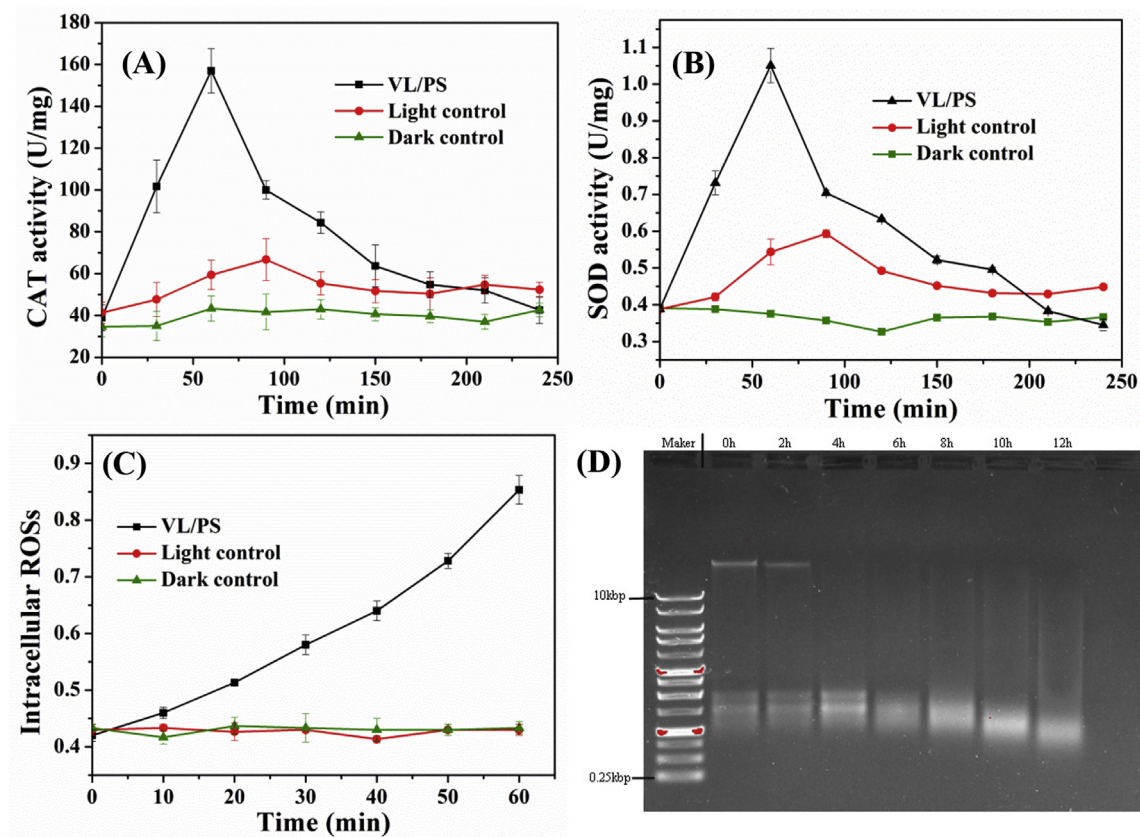 (A)
CAT activity (U/mg)
180
160
140
120
100
80
60
40
20
VL/PS
Light control
Dark control
0
50
100
150
200
250
Time (min)
(B)
SOD activity (U/mg)
1.1
1.0
0.9
0.8
0.7
0.6
0.5
0.4
0.3
VL/PS
Light control
Dark control
0
50
100
150
200
250
Time (min)
(C)
Intracellular ROSs
0.9
0.8
0.7
0.6
0.5
0.4
VL/PS
Light control
Dark control
0
10
20
30
40
50
60
Time (min)
(D)
Maker 0h 2h 4h 6h 8h 10h 12h
10kbp
0.25kbp